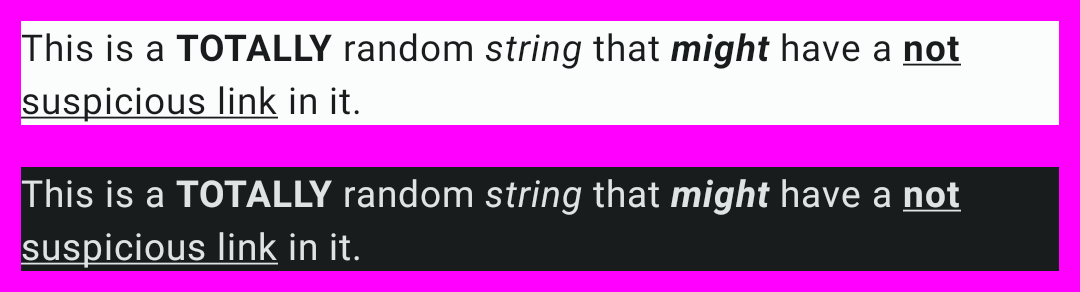 This is a TOTALLY random string that might have a not
suspicious link in it.
This is a TOTALLY random string that might have a not
suspicious link in it.